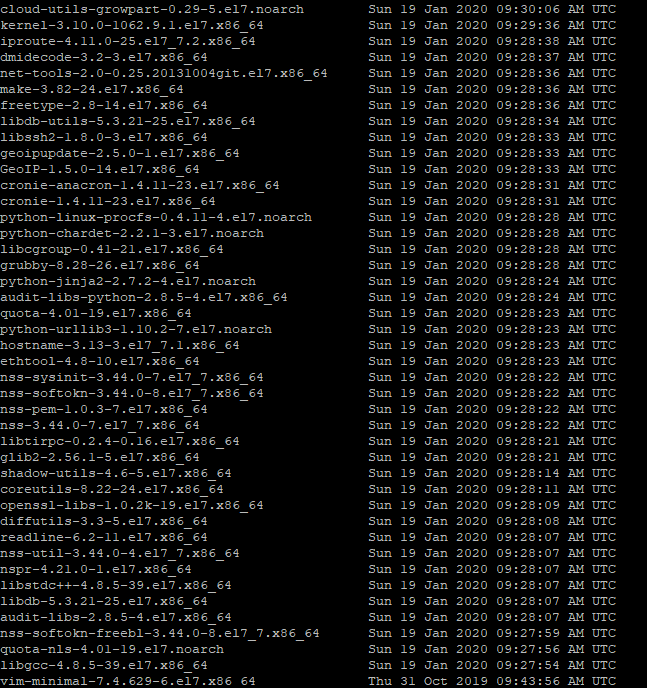 cloud-utils-growpart-0.29-5.el7.noarch Sun 19 Jan 2020 09:30:06 AM UTC
kernel-3.10.0-1062.9.1.el7.x86_64 Sun 19 Jan 2020 09:29:36 AM UTC
iproute-4.11.0-25.el7_7.2.x86_64 Sun 19 Jan 2020 09:28:38 AM UTC
dmidecode-3.2-3.el7.x86_64 Sun 19 Jan 2020 09:28:37 AM UTC
net-tools-2.0-0.25.20131004git.el7.x86_64 Sun 19 Jan 2020 09:28:36 AM UTC
make-3.82-24.el7.x86_64 Sun 19 Jan 2020 09:28:36 AM UTC
freetype-2.8-14.el7.x86_64 Sun 19 Jan 2020 09:28:36 AM UTC
libdb-utils-5.3.21-25.el7.x86_64 Sun 19 Jan 2020 09:28:34 AM UTC
libssh2-1.8.0-3.el7.x86_64 Sun 19 Jan 2020 09:28:33 AM UTC
geoipupdate-2.5.0-1.el7.x86_64 Sun 19 Jan 2020 09:28:33 AM UTC
GeoIP-1.5.0-14.el7.x86_64 Sun 19 Jan 2020 09:28:33 AM UTC
cronie-anacron-1.4.11-23.el7.x86_64 Sun 19 Jan 2020 09:28:31 AM UTC
cronie-1.4.11-23.el7.x86_64 Sun 19 Jan 2020 09:28:31 AM UTC
python-linux-procfs-0.4.11-4.el7.noarch Sun 19 Jan 2020 09:28:28 AM UTC
python-chardet-2.2.1-3.el7.noarch Sun 19 Jan 2020 09:28:28 AM UTC
libcgroup-0.41-21.el7.x86_64 Sun 19 Jan 2020 09:28:28 AM UTC
grubby-8.28-26.el7.x86_64 Sun 19 Jan 2020 09:28:28 AM UTC
python-jinja2-2.7.2-4.el7.noarch Sun 19 Jan 2020 09:28:24 AM UTC
audit-libs-python-2.8.5-4.el7.x86_64 Sun 19 Jan 2020 09:28:24 AM UTC
quota-4.01-19.el7.x86_64 Sun 19 Jan 2020 09:28:23 AM UTC
python-urllib3-1.10.2-7.el7.noarch Sun 19 Jan 2020 09:28:23 AM UTC
hostname-3.13-3.el7_7.1.x86_64 Sun 19 Jan 2020 09:28:23 AM UTC
ethtool-4.8-10.el7.x86_64 Sun 19 Jan 2020 09:28:23 AM UTC
nss-sysinit-3.44.0-7.el7_7.x86_64 Sun 19 Jan 2020 09:28:22 AM UTC
nss-softokn-3.44.0-8.el7_7.x86_64 Sun 19 Jan 2020 09:28:22 AM UTC
nss-pem-1.0.3-7.el7.x86_64 Sun 19 Jan 2020 09:28:22 AM UTC
nss-3.44.0-7.el7_7.x86_64 Sun 19 Jan 2020 09:28:22 AM UTC
libtirpc-0.2.4-0.16.el7.x86_64 Sun 19 Jan 2020 09:28:21 AM UTC
glib2-2.56.1-5.el7.x86_64 Sun 19 Jan 2020 09:28:21 AM UTC
shadow-utils-4.6-5.el7.x86_64 Sun 19 Jan 2020 09:28:14 AM UTC
coreutils-8.22-24.el7.x86_64 Sun 19 Jan 2020 09:28:11 AM UTC
openssl-libs-1.0.2k-19.el7.x86_64 Sun 19 Jan 2020 09:28:09 AM UTC
diffutils-3.3-5.el7.x86_64 Sun 19 Jan 2020 09:28:08 AM UTC
readline-6.2-11.el7.x86_64 Sun 19 Jan 2020 09:28:07 AM UTC
nss-util-3.44.0-4.el7_7.x86_64 Sun 19 Jan 2020 09:28:07 AM UTC
nspr-4.21.0-1.el7.x86_64 Sun 19 Jan 2020 09:28:07 AM UTC
libstdc++-4.8.5-39.el7.x86_64 Sun 19 Jan 2020 09:28:07 AM UTC
libdb-5.3.21-25.el7.x86_64 Sun 19 Jan 2020 09:28:07 AM UTC
audit-libs-2.8.5-4.el7.x86_64 Sun 19 Jan 2020 09:28:07 AM UTC
nss-softokn-freebl-3.44.0-8.el7_7.x86_64 Sun 19 Jan 2020 09:27:59 AM UTC
quota-nls-4.01-19.el7.noarch Sun 19 Jan 2020 09:27:56 AM UTC
libgcc-4.8.5-39.el7.x86_64 Sun 19 Jan 2020 09:27:54 AM UTC
vim-minimal-7.4.629-6.el7.x86_64 Thu 31 Oct 2019 09:43:56 AM UTC